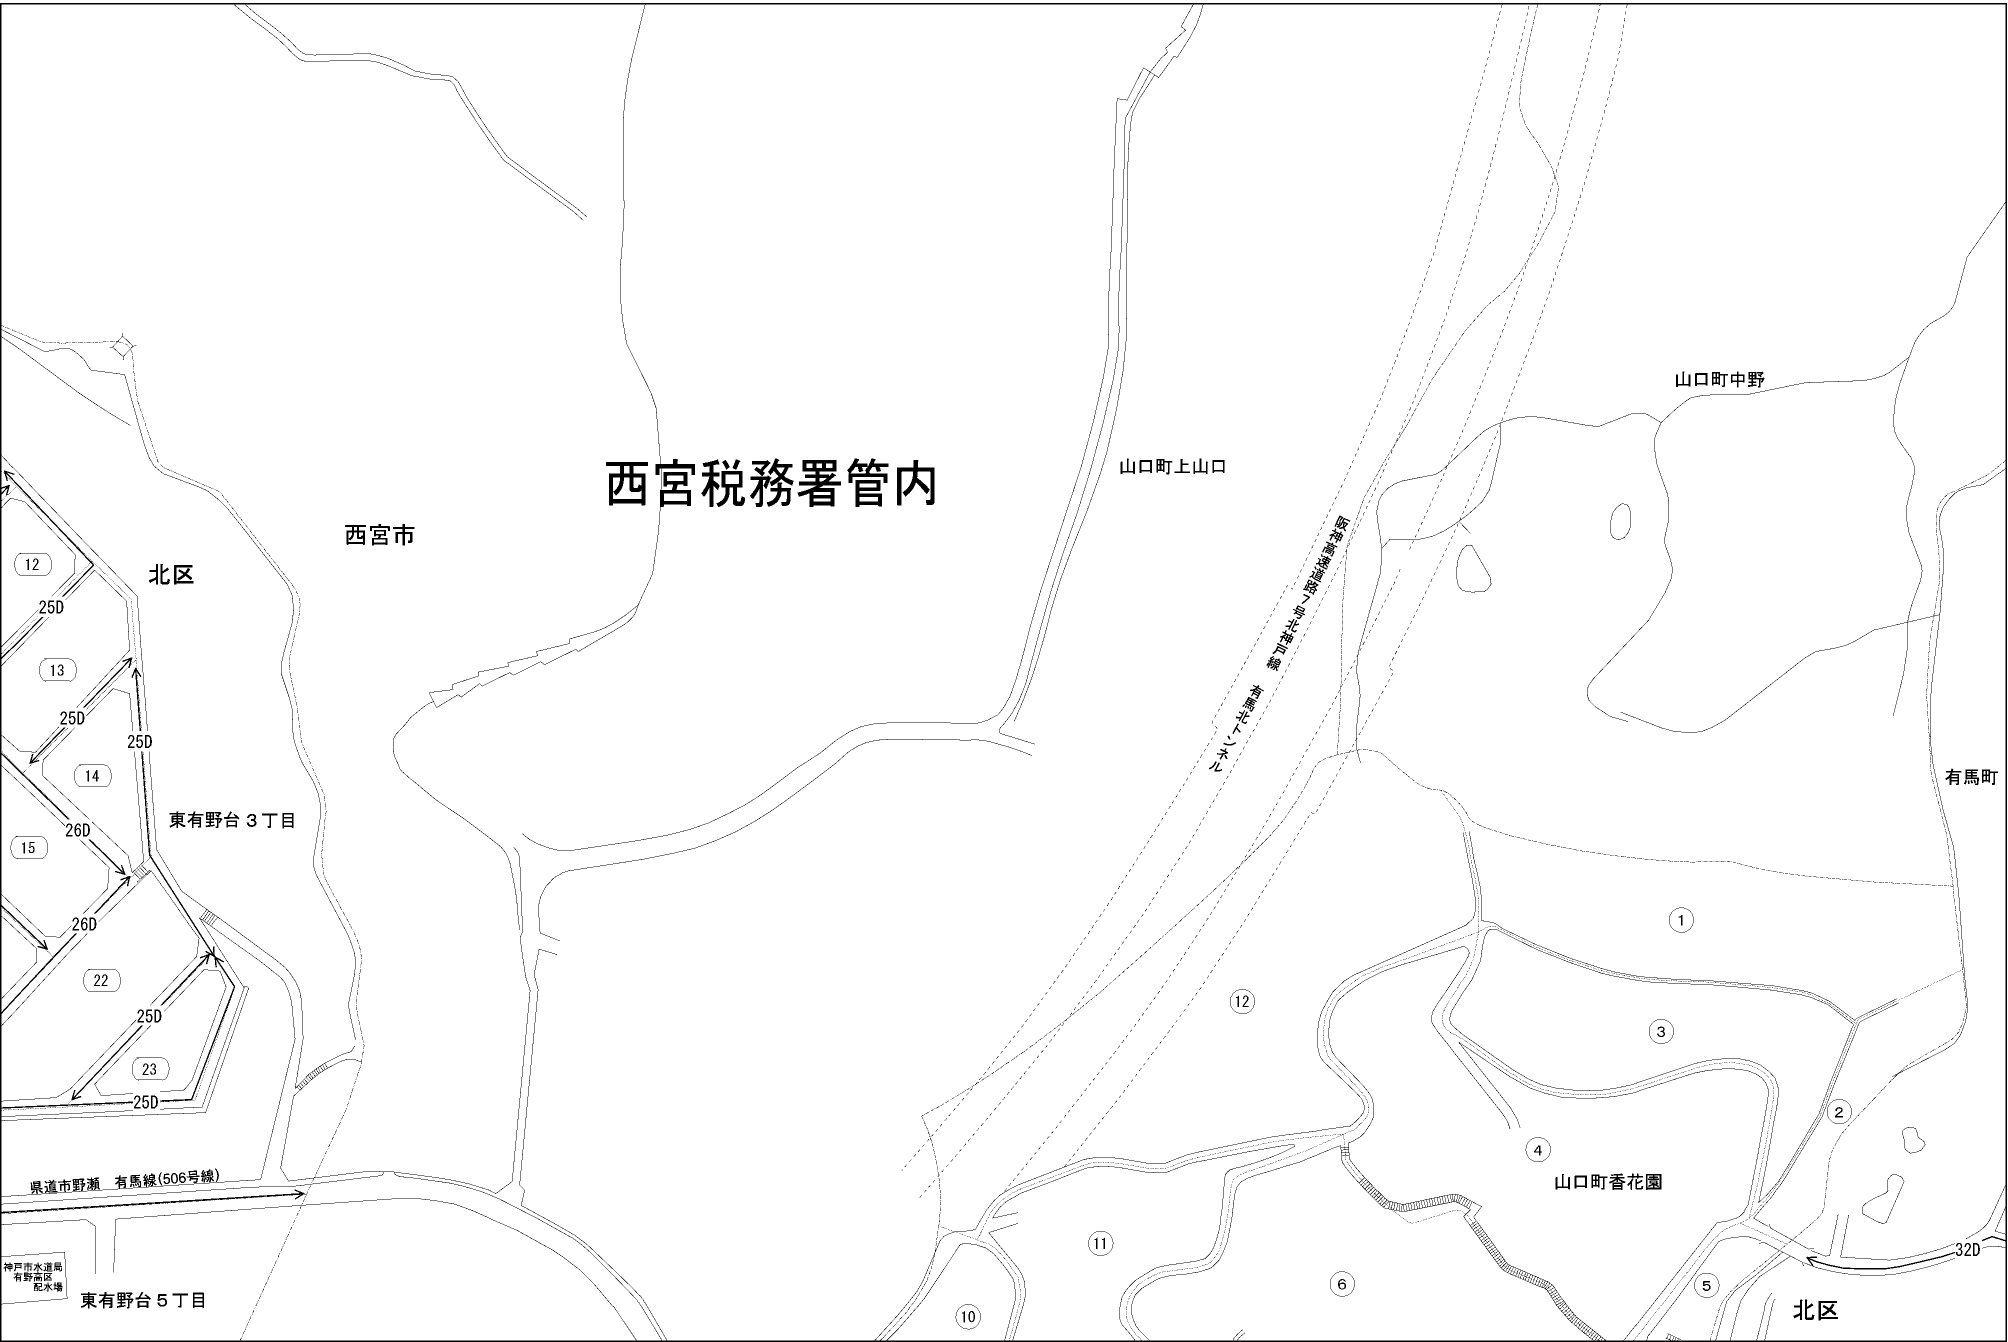 山口町中野
山口町上山口
西宮税務署管内
西宮市
阪神高速道路7号北神戸線　有馬北トンネル
北区
12
25D
13
25D
25D
14
有馬町
東有野台3丁目
26D
15
26D
1
22
12
25D
3
23
25D
2
4
県道市野瀬　有馬線(506号線)
山口町香花園
11
32D
神戸市水道局
有野高区
配水場
6
5
東有野台5丁目
10
北区